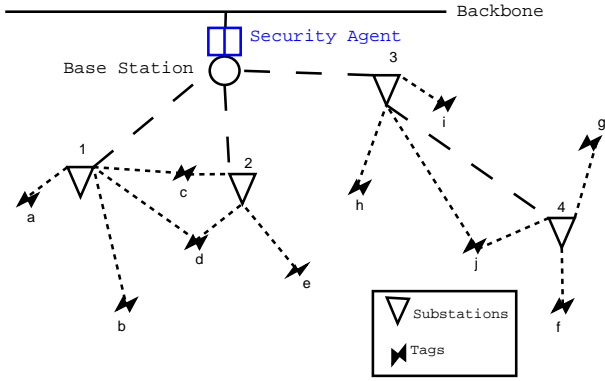 Backbone
Security Agent
Base Station
3
i
g
1
c
2
a
h
4
d
j
e
b
f
Substations
Tags